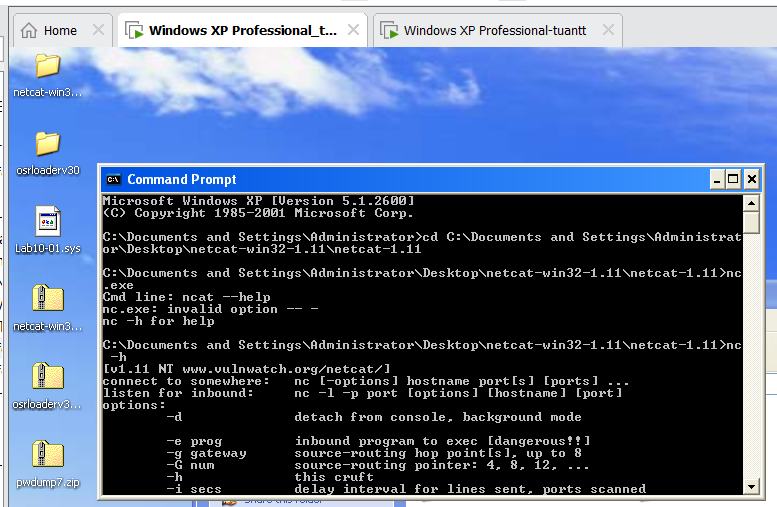 Home
Windows XP Professional_t...
Windows XP Professional-tuantt
netcat-win3...
osrloaderv30
Lab10-01.sys
netcat-win3...
osrloaderv3...
pwdump7.zip
Command Prompt
Microsoft Windows XP [Version 5.1.2600]
(C) Copyright 1985-2001 Microsoft Corp.
C:\Documents and Settings\Administrator>cd C:\Documents and Settings\Administrat
or\Desktop\netcat-win32-1.11\netcat-1.11
C:\Documents and Settings\Administrator\Desktop\netcat-win32-1.11\netcat-1.11>nc
.exe
Cmd line: ncat --help
nc.exe: invalid option -- -
nc -h for help
C:\Documents and Settings\Administrator\Desktop\netcat-win32-1.11\netcat-1.11>nc
-h
[v1.11 NT www.vulnwatch.org/netcat/]
connect to somewhere: nc [-options] hostname port[s] [ports] ...
listen for inbound: nc -l -p port [options] [hostname] [port]
options:
-d detach from console, background mode
-e prog inbound program to exec [dangerous!!]
-g gateway source-routing hop point[s], up to 8
-G num source-routing pointer: 4, 8, 12, ...
-h this cruft
-i secs delay interval for lines sent, ports scanned
Share this folder